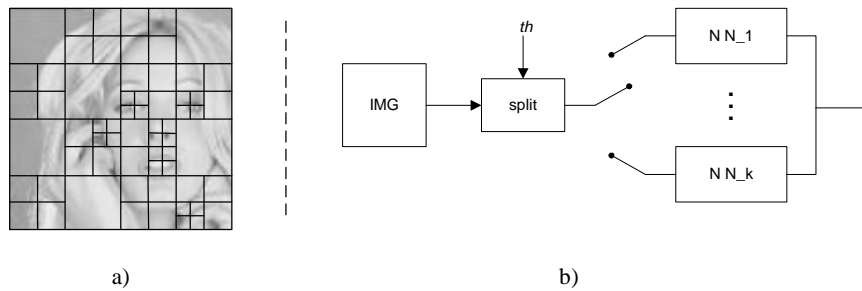 th
N N_1
IMG
split
N N_k
a)
b)